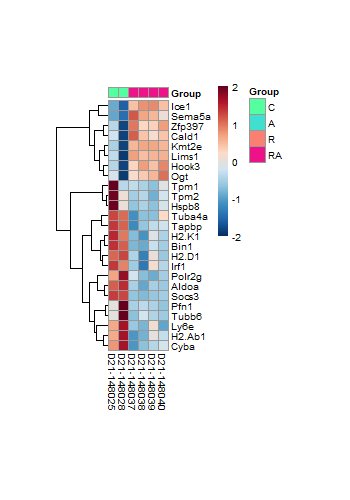 Group
Ice1
Sema5a
Zfp397
Cald1
Kmt2e
Lims1
Hook3
Ogt
Tpm1
Tpm2
Hspb8
Tuba4a
Tapbp
H2.K1
Bin1
H2.D1
Irf1
Polr2g
Aldoa
Socs3
Pfn1
Tubb6
Ly6e
H2.Ab1
Cyba
D21-148025
D21-148028
D21-148037
D21-148038
D21-148039
D21-148040
2
1
0
-1
-2
Group
C
A
R
RA